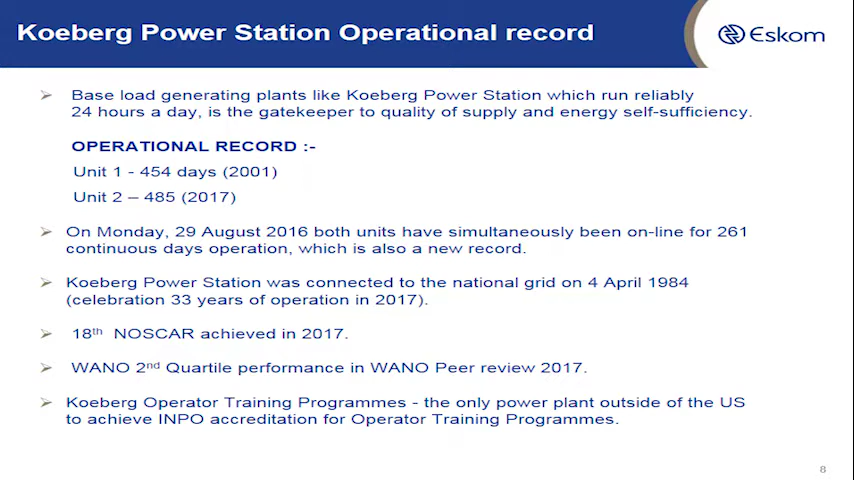 Koeberg Power Station Operational record
Eskom
Base load generating plants like Koeberg Power Station which run reliably
24 hours a day, is the gatekeeper to quality of supply and energy self-sufficiency.
OPERATIONAL RECORD :-
Unit 1 - 454 days (2001)
Unit 2 – 485 (2017)
On Monday, 29 August 2016 both units have simultaneously been on-line for 261
continuous days operation, which is also a new record.
Koeberg Power Station was connected to the national grid on 4 April 1984
(celebration 33 years of operation in 2017).
18th NOSCAR achieved in 2017.
WANO 2nd Quartile performance in WANO Peer review 2017.
Koeberg Operator Training Programmes - the only power plant outside of the US
to achieve INPO accreditation for Operator Training Programmes.
8